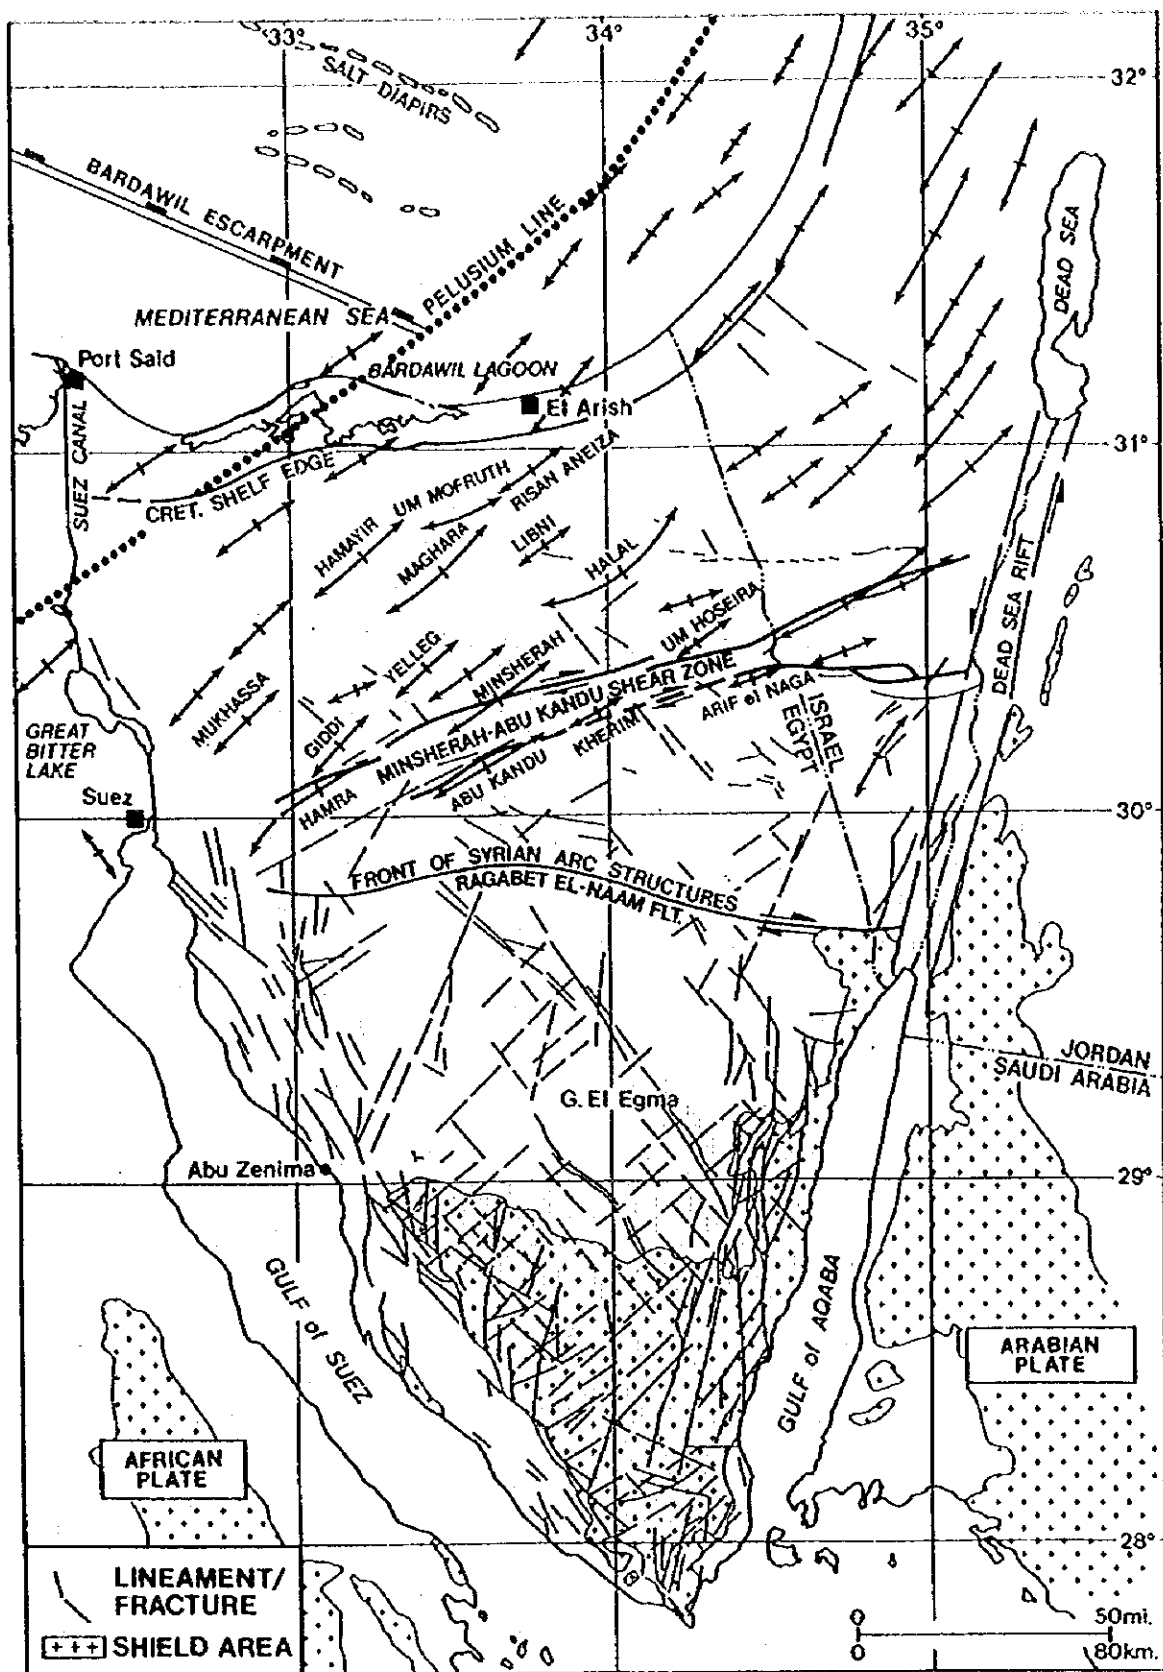 33°
34°
35°
32°
SALT DIAPIRS
BARDAWIL ESCARPMENT
PELUSIUM LINE
MEDITERRANEAN SEA
DEAD SEA
Port Said
BARDAWIL LAGOON
El Arish
31°
SUEZ CANAL
CRET. SHELF EDGE
UM MOFRUTH
RISAN ANEIZA
HAMAYIR
MAGHARA
LIBNI
HALAL
DEAD SEA RIFT
UM HOSEIRA
YELLEG
MINSHERAH
MUKHASSA
GIDDI
MINSHERAH-ABU KANDU SHEAR ZONE
ARIF el NAGA
ISRAEL
EGYPT
KHERIM
ABU KANDU
HAMRA
GREAT
BITTER
LAKE
Suez
30°
FRONT OF SYRIAN ARC STRUCTURES
RAGABET EL-NAAM FLT.
JORDAN
SAUDI ARABIA
G. El Egma
Abu Zenima
29°
GULF of SUEZ
GULF of AQABA
ARABIAN
PLATE
AFRICAN
PLATE
28°
LINEAMENT/
FRACTURE
SHIELD AREA
0 50mi.
0 80km.